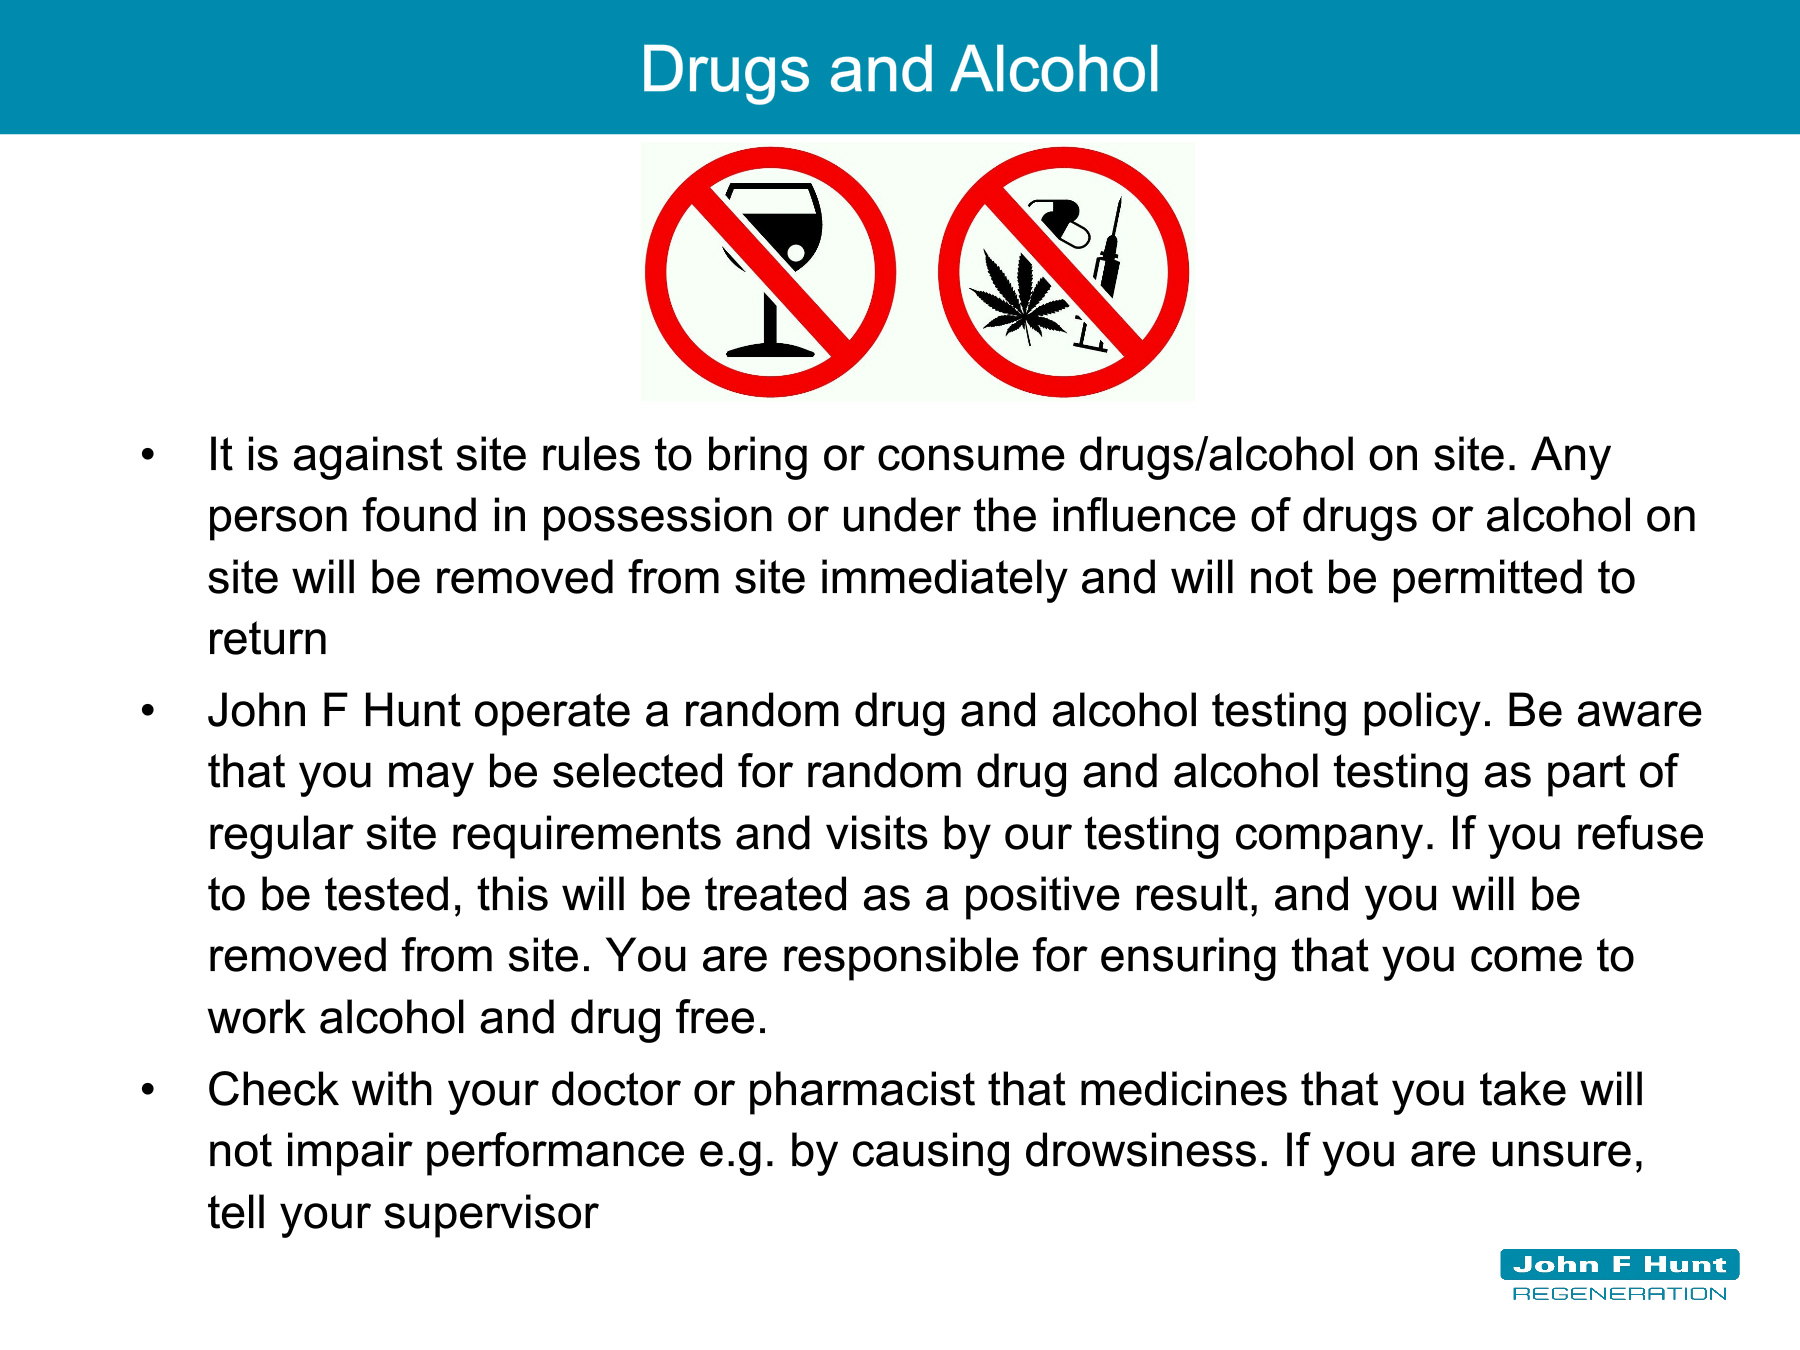 Drugs and Alcohol
• It is against site rules to bring or consume drugs/alcohol on site. Any
person found in possession or under the influence of drugs or alcohol on
site will be removed from site immediately and will not be permitted to
return
• John F Hunt operate a random drug and alcohol testing policy. Be aware
that you may be selected for random drug and alcohol testing as part of
regular site requirements and visits by our testing company. If you refuse
to be tested, this will be treated as a positive result, and you will be
removed from site. You are responsible for ensuring that you come to
work alcohol and drug free.
• Check with your doctor or pharmacist that medicines that you take will
not impair performance e.g. by causing drowsiness. If you are unsure,
tell your supervisor
John F Hunt
REGENERATION